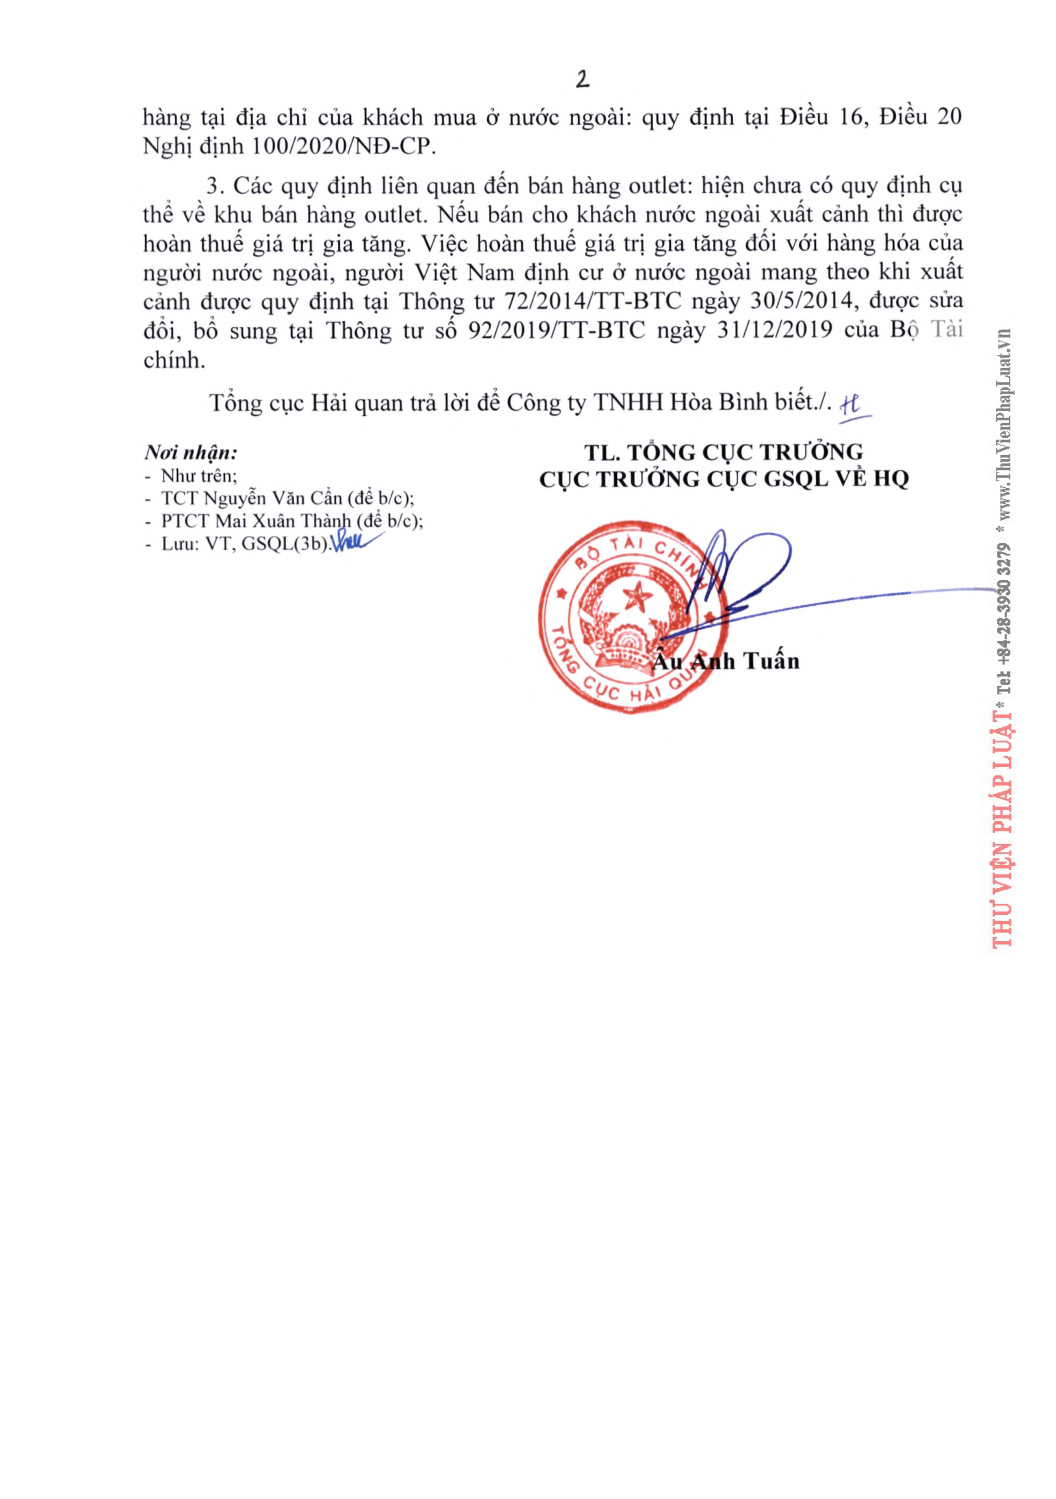 2
hàng tại địa chỉ của khách mua ở nước ngoài: quy định tại Điều 16, Điều 20
Nghị định 100/2020/NĐ-CP.
3. Các quy định liên quan đến bán hàng outlet: hiện chưa có quy định cụ
thể về khu bán hàng outlet. Nếu bán cho khách nước ngoài xuất cảnh thì được
hoàn thuế giá trị gia tăng. Việc hoàn thuế giá trị gia tăng đối với hàng hóa của
người nước ngoài, người Việt Nam định cư ở nước ngoài mang theo khi xuất
cảnh được quy định tại Thông tư 72/2014/TT-BTC ngày 30/5/2014, được sửa
đổi, bổ sung tại Thông tư số 92/2019/TT-BTC ngày 31/12/2019 của Bộ Tài
chính.
Tổng cục Hải quan trả lời để Công ty TNHH Hòa Bình biết./.
Nơi nhận:
- Như trên;
- TCT Nguyễn Văn Cẩn (để b/c);
- PTCT Mai Xuân Thành (để b/c);
- Lưu: VT, GSQL(3b).
TL. TỔNG CỤC TRƯỞNG
CỤC TRƯỞNG CỤC GSQL VỀ HQ
BỘ TÀI CHÍNH
TỔNG CỤC HẢI QUAN
Âu Anh Tuấn
THƯ VIỆN PHÁP LUẬT * Tel: +84-28-3930 3279 * www.ThuVienPhapLuat.vn